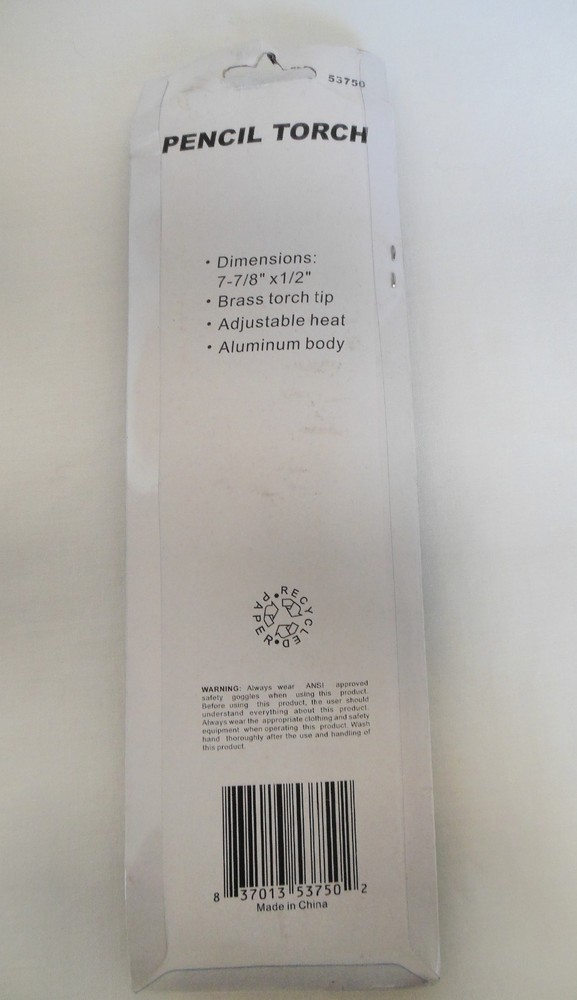 53750
PENCIL TORCH
• Dimensions:
7-7/8" x1/2"
• Brass torch tip
• Adjustable heat
• Aluminum body
RECYCLED PAPER
WARNING: Always wear ANSI approved
safety goggles when using this product.
Before using this product, the user should
understand everything about this product.
Always wear the appropriate clothing and safety
equipment when operating this product. Wash
hand thoroughly after the use and handling of
this product.
8 37013 53750 2
Made in China